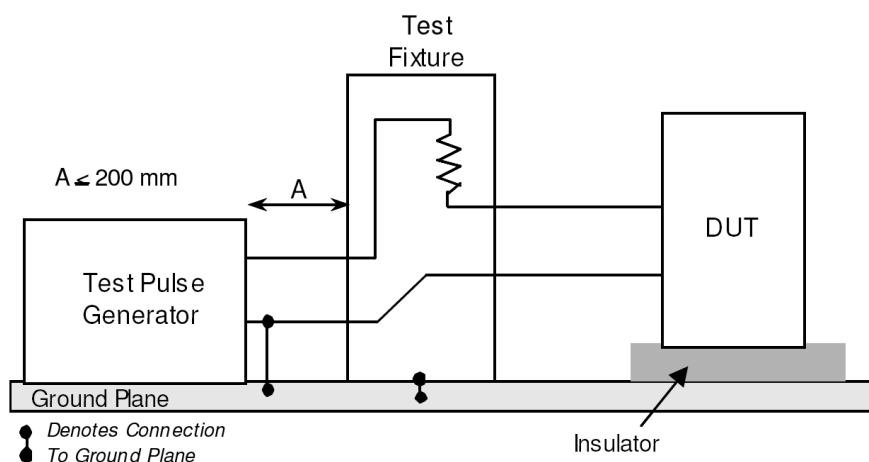 Test
Fixture
A ≤ 200 mm
A
DUT
Test Pulse
Generator
Ground Plane
Denotes Connection
To Ground Plane
Insulator